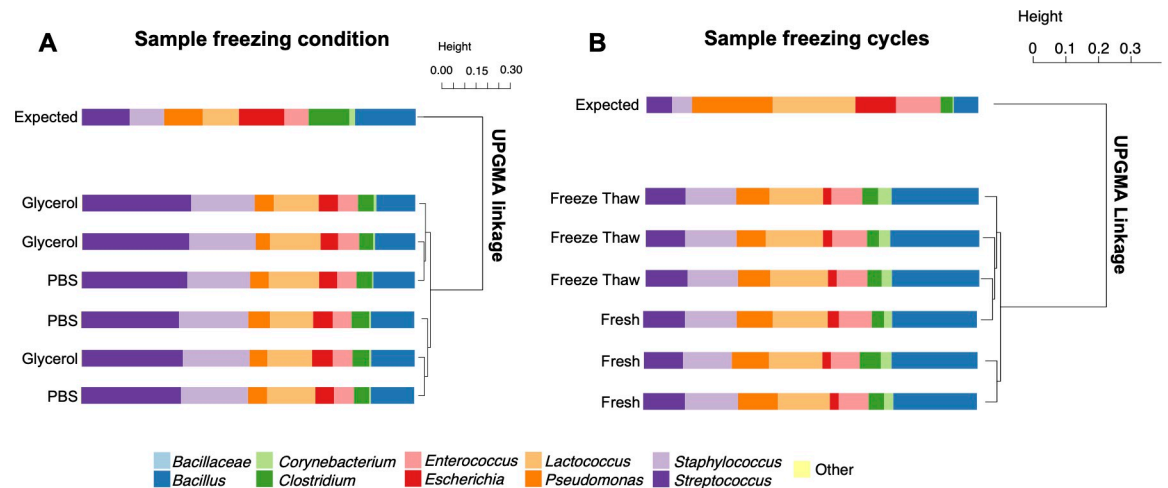 A
Sample freezing condition
Height
0.00 0.15 0.30
Expected
Glycerol
Glycerol
PBS
PBS
Glycerol
PBS
UPGMA linkage
B
Sample freezing cycles
Height
0 0.1 0.2 0.3
Expected
Freeze Thaw
Freeze Thaw
Freeze Thaw
Fresh
Fresh
Fresh
UPGMA Linkage
Bacillaceae Corynebacterium Enterococcus Lactococcus Staphylococcus Other
Bacillus Clostridium Escherichia Pseudomonas Streptococcus